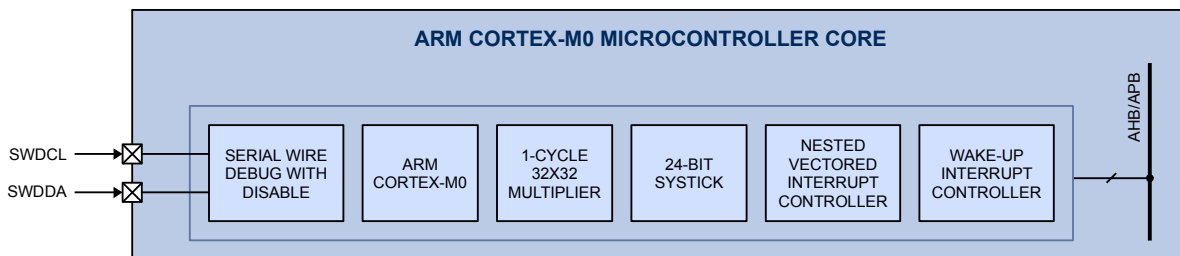 ARM CORTEX-M0 MICROCONTROLLER CORE
AHB/APB
SWDCL
SWDDA
SERIAL WIRE
DEBUG WITH
DISABLE
ARM
CORTEX-M0
1-CYCLE
32X32
MULTIPLIER
24-BIT
SYSTICK
NESTED
VECTORED
INTERRUPT
CONTROLLER
WAKE-UP
INTERRUPT
CONTROLLER